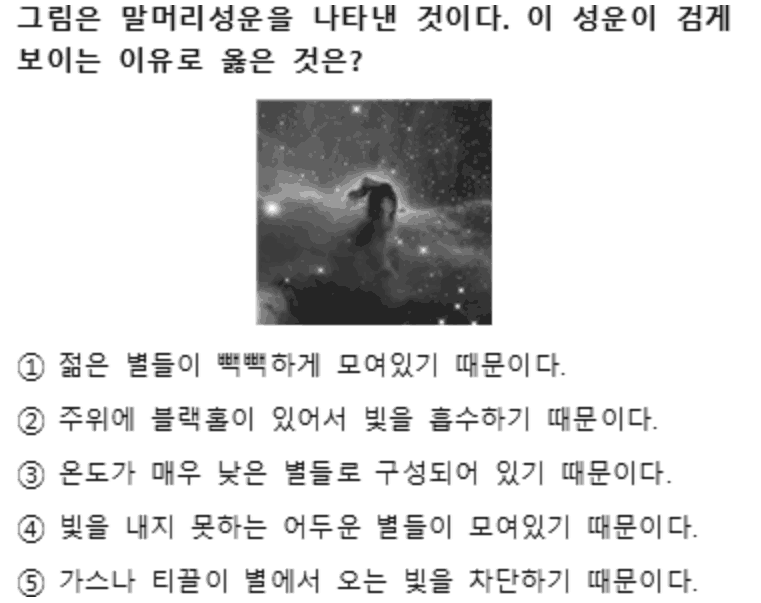 그림은 말머리성운을 나타낸 것이다. 이 성운이 검게
보이는 이유로 옳은 것은?
① 젊은 별들이 빽빽하게 모여있기 때문이다.
② 주위에 블랙홀이 있어서 빛을 흡수하기 때문이다.
③ 온도가 매우 낮은 별들로 구성되어 있기 때문이다.
④ 빛을 내지 못하는 어두운 별들이 모여있기 때문이다.
⑤ 가스나 티끌이 별에서 오는 빛을 차단하기 때문이다.